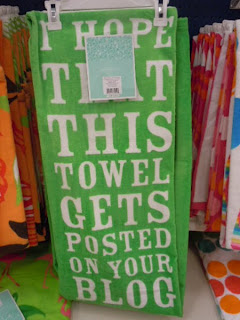 I HOPE
THAT
THIS
TOWEL
GETS
POSTED
ON YOUR
BLOG